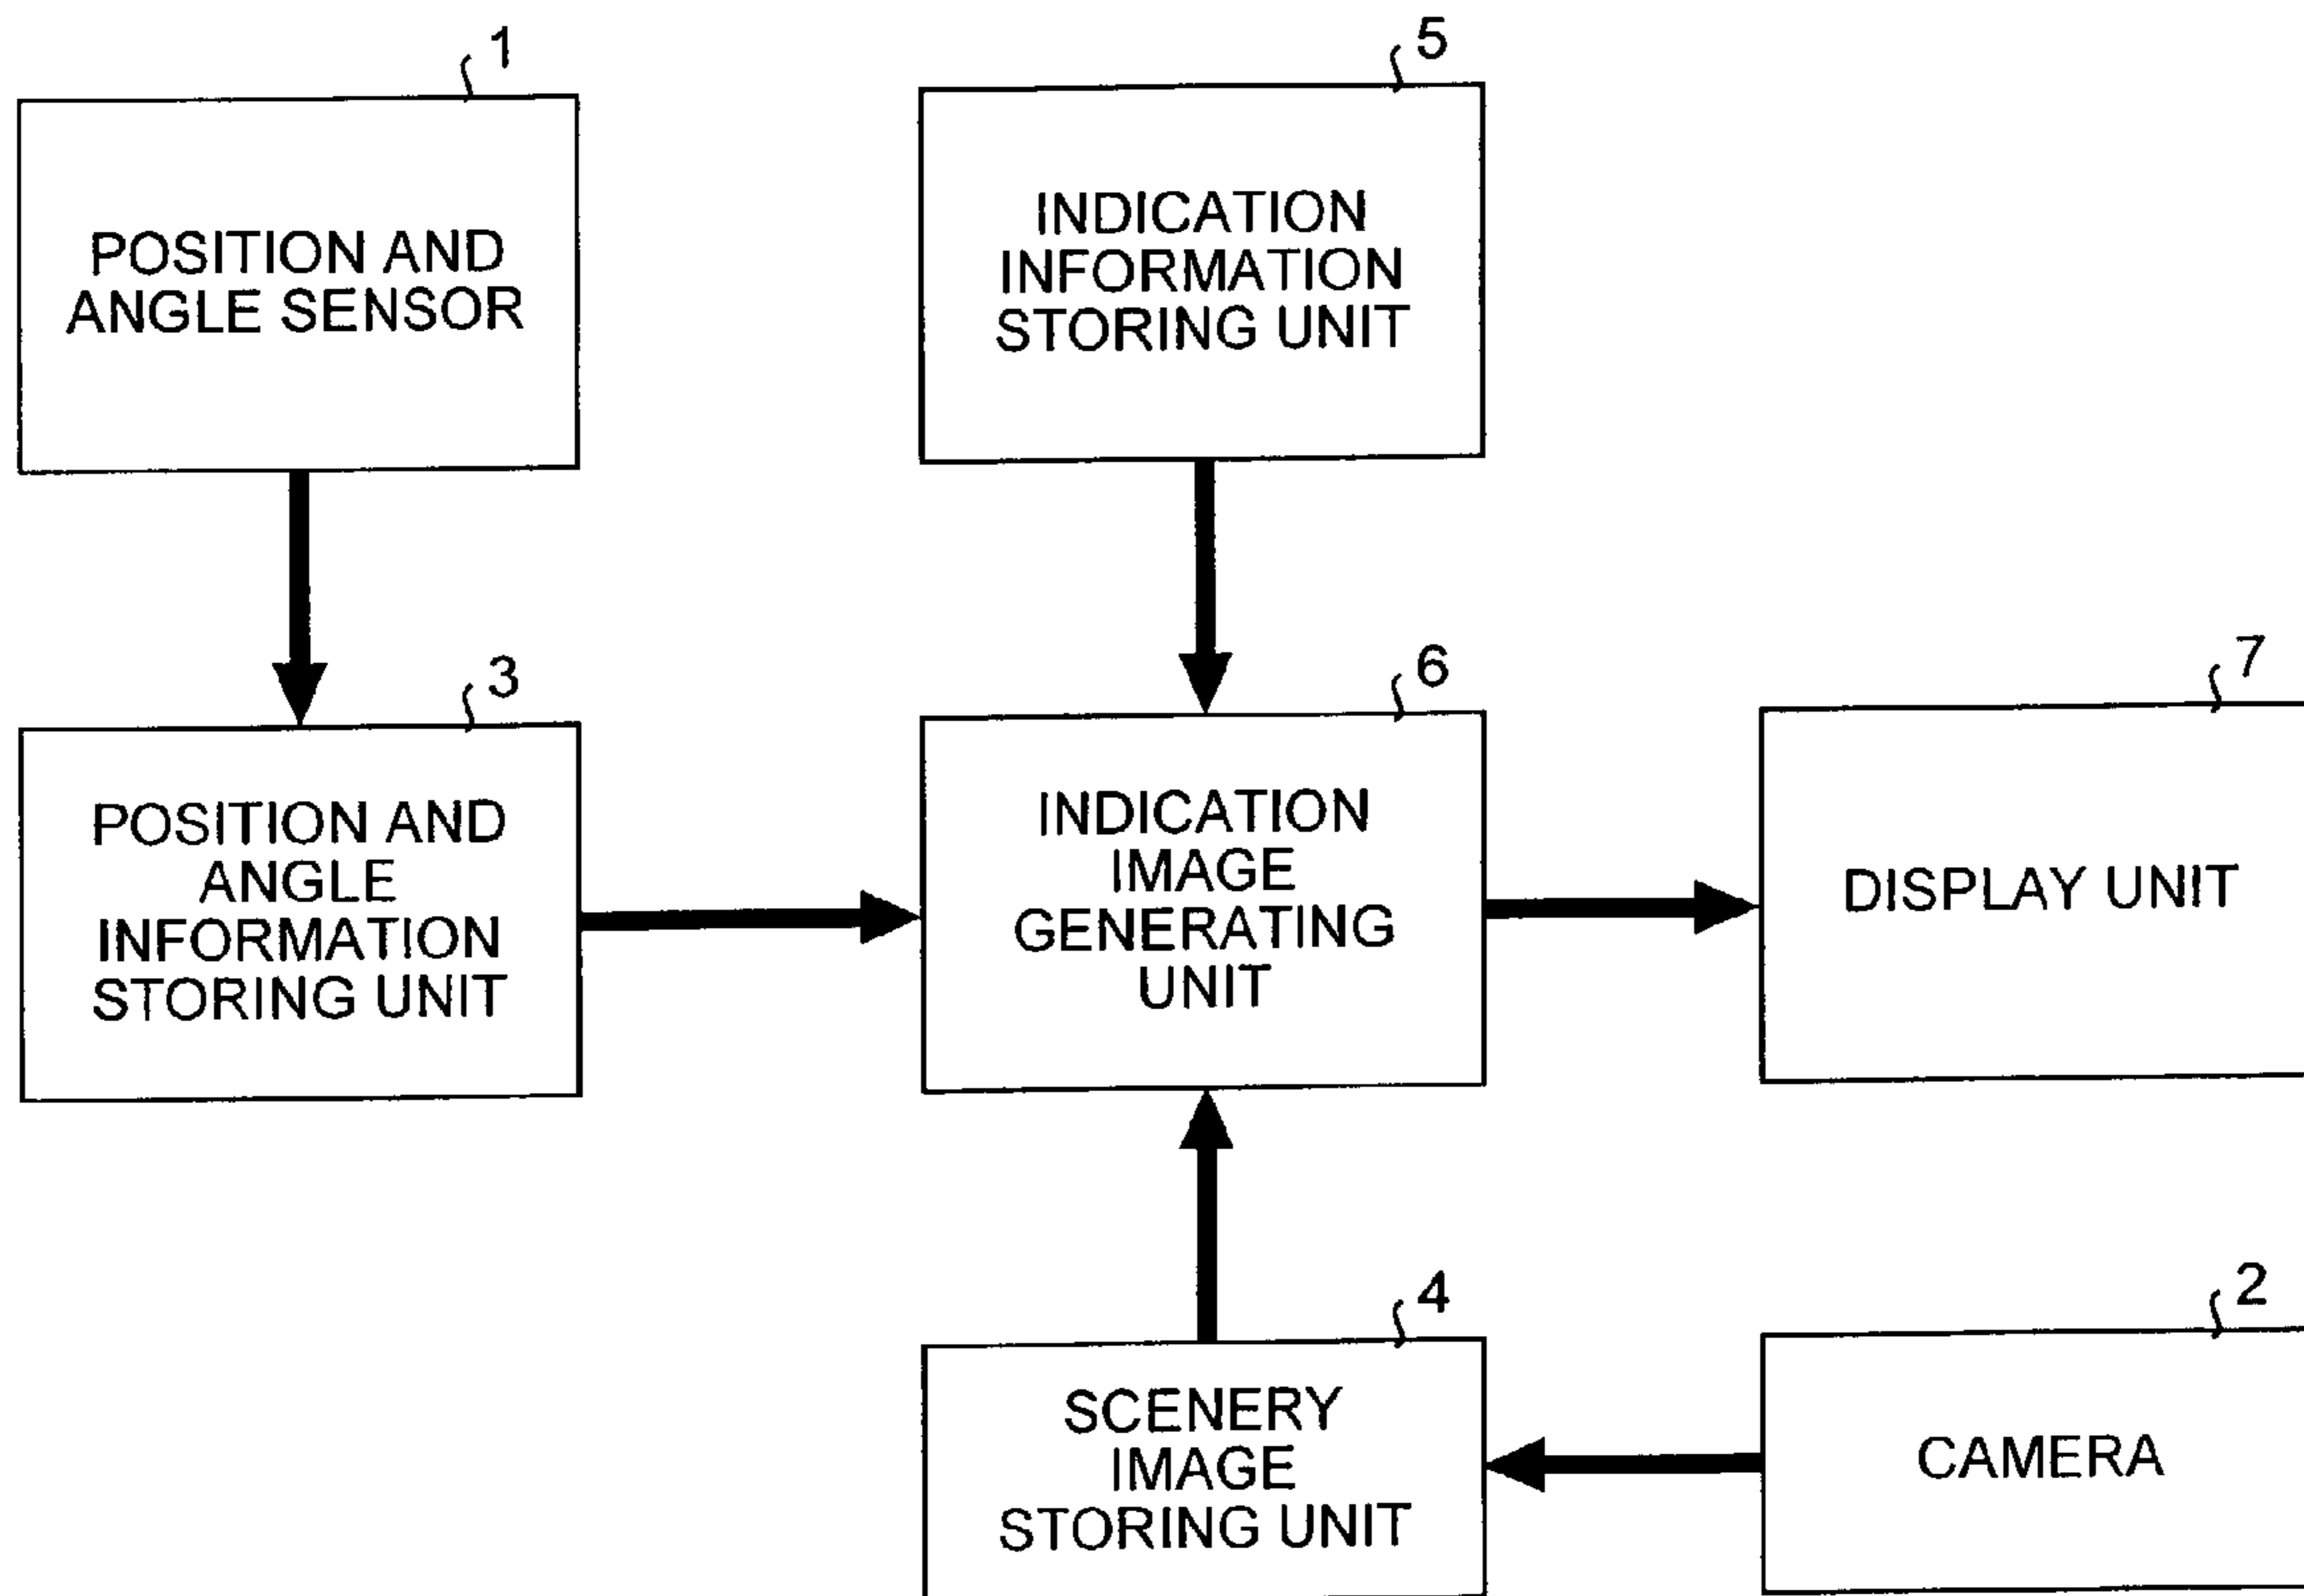 1
POSITION AND
ANGLE SENSOR
5
INDICATION
INFORMATION
STORING UNIT
3
POSITION AND
ANGLE
INFORMATION
STORING UNIT
6
INDICATION
IMAGE
GENERATING
UNIT
7
DISPLAY UNIT
4
SCENERY
IMAGE
STORING UNIT
2
CAMERA